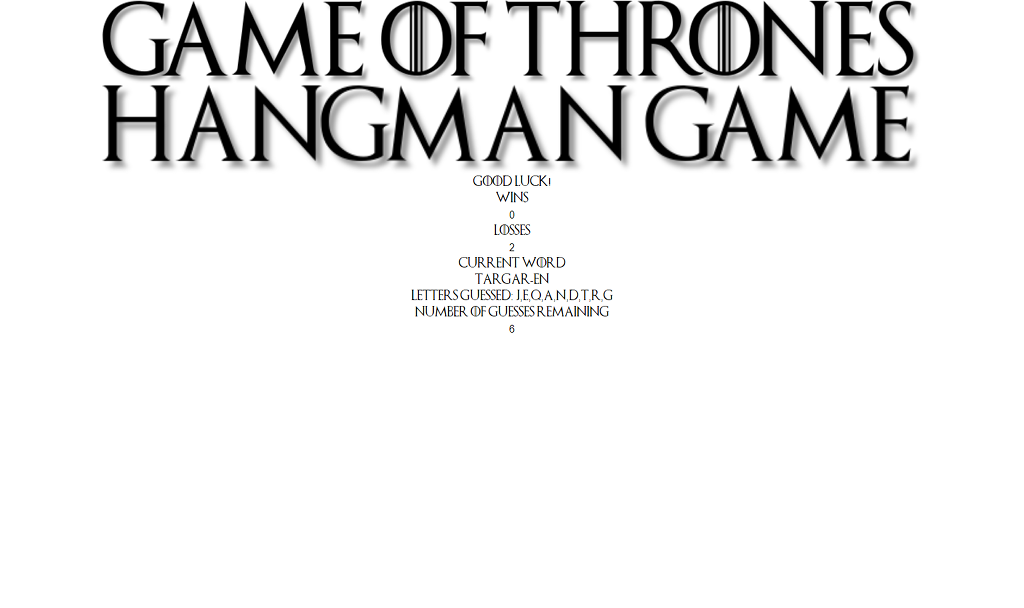 GAME OF THRONES
HANGMAN GAME
GOOD LUCK!
WINS
0
LOSSES
2
CURRENT WORD
TARGAR-EN
LETTERS GUESSED: J,E,O,A,N,D,T,R,G
NUMBER OF GUESSES REMAINING
6